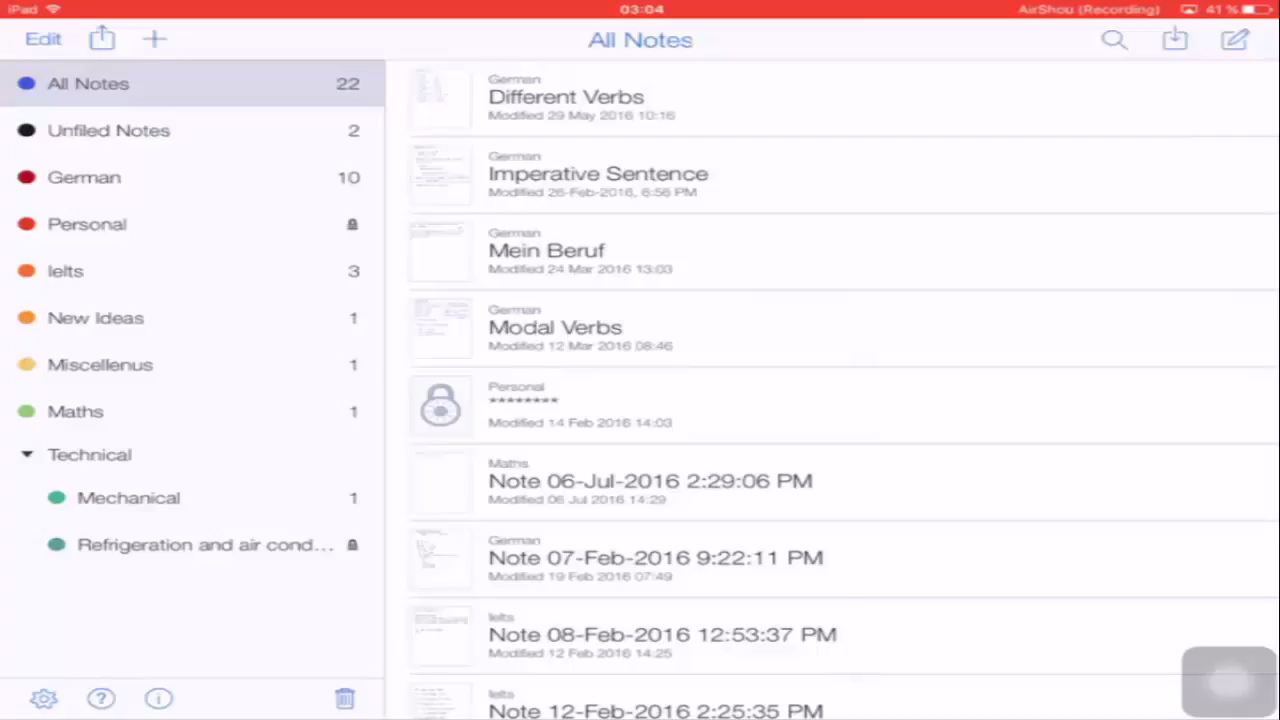 iPad 03:04 AirShou (Recording) 41 %
Edit All Notes
All Notes 22
Unfiled Notes 2
German 10
Personal
Ielts 3
New Ideas 1
Miscellenus 1
Maths 1
Technical
Mechanical 1
Refrigeration and air cond...
German
Different Verbs
Modified 29 May 2016 10:16
German
Imperative Sentence
Modified 26-Feb-2016, 6:56 PM
German
Mein Beruf
Modified 24 Mar 2016 13:03
German
Modal Verbs
Modified 12 Mar 2016 08:46
Personal
********
Modified 14 Feb 2016 14:03
Maths
Note 06-Jul-2016 2:29:06 PM
Modified 06 Jul 2016 14:29
German
Note 07-Feb-2016 9:22:11 PM
Modified 19 Feb 2016 07:49
Ielts
Note 08-Feb-2016 12:53:37 PM
Modified 12 Feb 2016 14:25
Ielts
Note 12-Feb-2016 2:25:35 PM